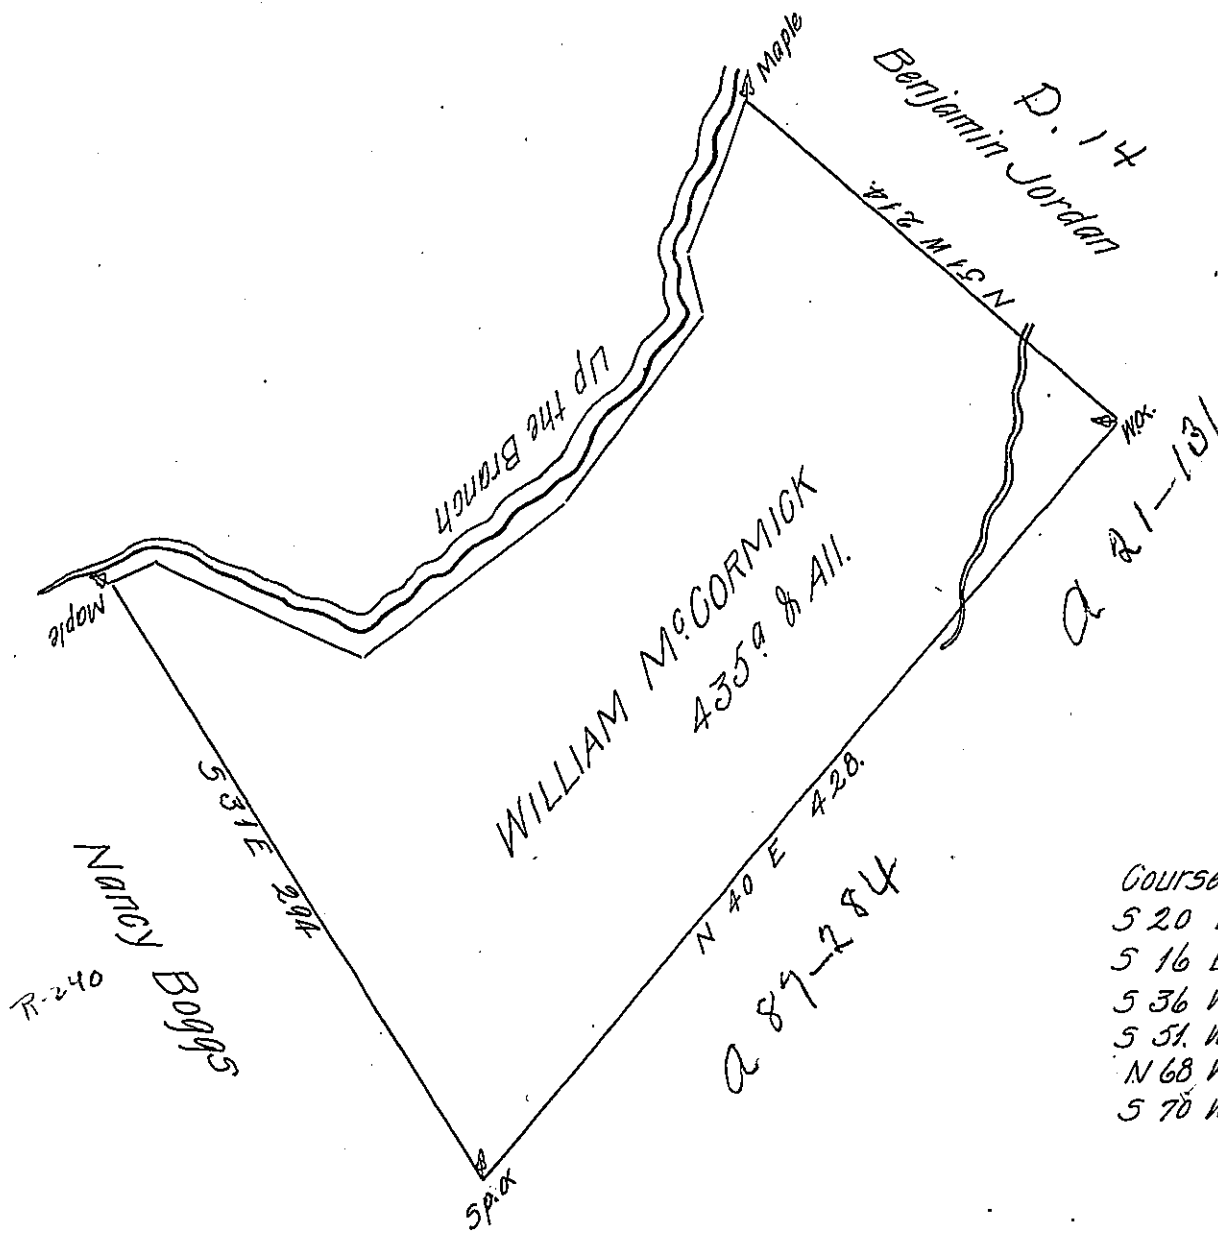 Maple
D. 14
Benjamin Jordan
N 51 W 214.
W.O.
a 21-131
Up the Branch
Maple
WILLIAM McCORMICK
435a. & All.
S 31 E 294
N 40 E 428.
a 87-284
Nancy Boggs
R-240
Sp.O
Course
S 20
S 16
S 36 W
S 51. W
N 68 W
S 70 W